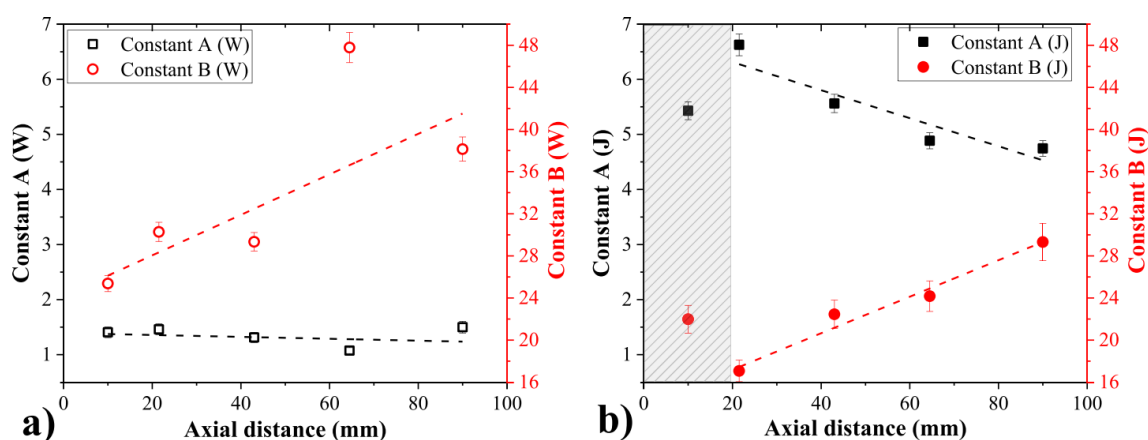 7
6
5
4
3
2
1
Constant A (W)
Constant A (W)
Constant B (W)
48
44
40
36
32
28
24
20
16
Constant B (W)
0 20 40 60 80 100
Axial distance (mm)
a)
7
6
5
4
3
2
1
Constant A (J)
Constant A (J)
Constant B (J)
48
44
40
36
32
28
24
20
16
Constant B (J)
0 20 40 60 80 100
Axial distance (mm)
b)